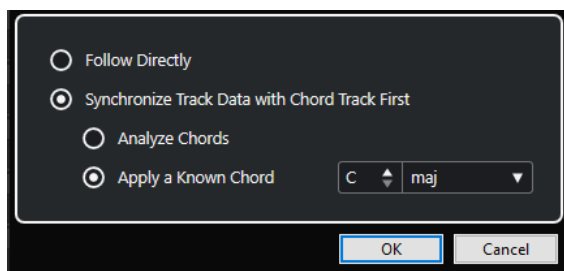 Follow Directly
Synchronize Track Data with Chord Track First
Analyze Chords
Apply a Known Chord C maj
OK Cancel